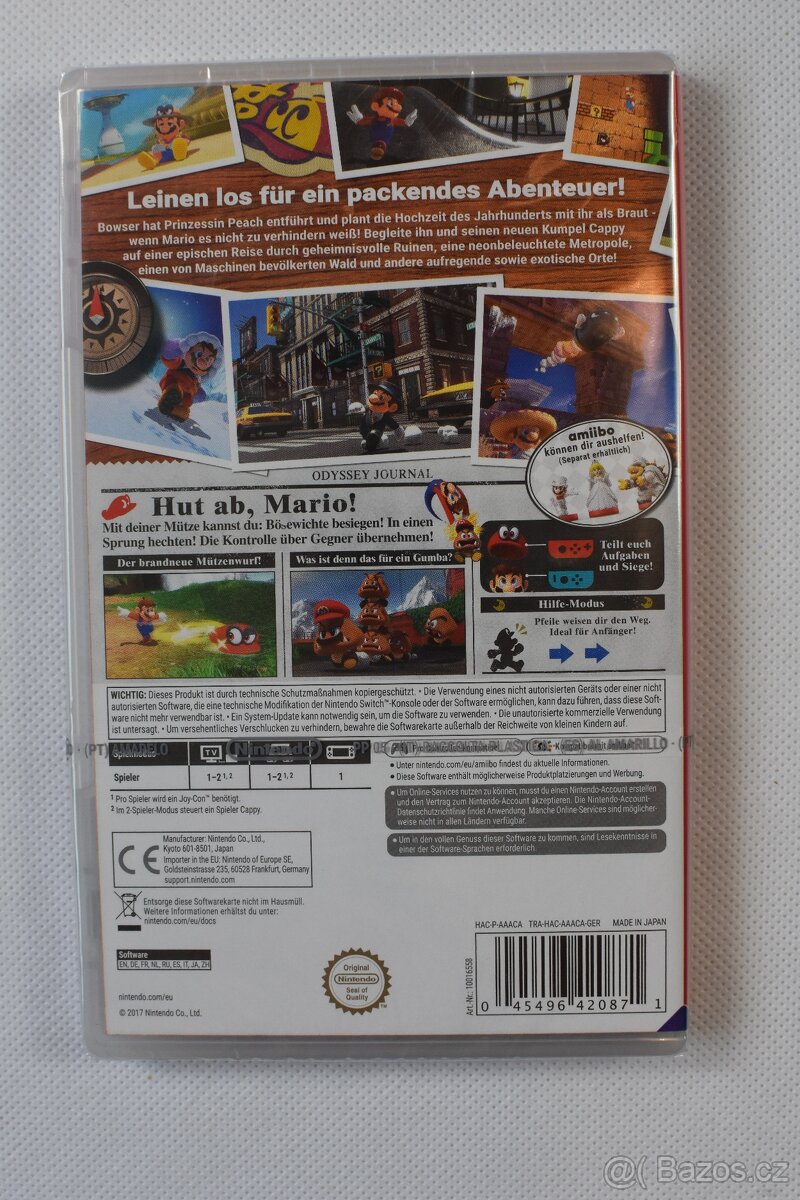 Leinen los für ein packendes Abenteuer!
Bowser hat Prinzessin Peach entführt und plant die Hochzeit des Jahrhunderts mit ihr als Braut -
wenn Mario es nicht zu verhindern weiß! Begleite ihn und seinen neuen Kumpel Cappy
auf einer epischen Reise durch geheimnisvolle Ruinen, eine neonbeleuchtete Metropole,
einen von Maschinen bevölkerten Wald und andere aufregende sowie exotische Orte!
amiibo
können dir aushelfen!
(Separat erhältlich)
ODYSSEY JOURNAL
Hut ab, Mario!
Mit deiner Mütze kannst du: Bösewichte besiegen! In einen
Sprung hechten! Die Kontrolle über Gegner übernehmen!
Der brandneue Mützenwurf!
Was ist denn das für ein Gumba?
Teilt euch
Aufgaben
und Siege!
Hilfe-Modus
Pfeile weisen dir den Weg.
Ideal für Anfänger!
WICHTIG: Dieses Produkt ist durch technische Schutzmaßnahmen kopiergeschützt. • Die Verwendung eines nicht autorisierten Geräts oder einer nicht
autorisierten Software, die eine technische Modifikation der Nintendo Switch™-Konsole oder der Software ermöglichen, kann dazu führen, dass diese Soft-
ware nicht mehr verwendbar ist. • Ein System-Update kann notwendig sein, um die Software zu verwenden. • Die unautorisierte kommerzielle Verwendung
ist untersagt. • Um versehentliches Verschlucken zu verhindern, bewahre die Software außerhalb der Reichweite von kleinen Kindern auf.
(PT) AMARELO
Nintendo
AMARILLO
Spielmodus
TV
Spieler
1–2 1, 2
1–2 1, 2
1
1 Pro Spieler wird ein Joy-Con™ benötigt.
2 Im 2-Spieler-Modus steuert ein Spieler Cappy.
• Unter nintendo.com/eu/amiibo findest du aktuelle Informationen.
• Diese Software enthält möglicherweise Produktplatzierungen und Werbung.
• Um Online-Services nutzen zu können, musst du einen Nintendo-Account erstellen
und den Vertrag zum Nintendo-Account akzeptieren. Die Nintendo-Account-
Datenschutzrichtlinie findet Anwendung. Manche Online-Services sind möglicher-
weise nicht in allen Ländern verfügbar.
• Um in den vollen Genuss dieser Software zu kommen, sind Lesekenntnisse in
einer der Software-Sprachen erforderlich.
CE
Manufacturer: Nintendo Co., Ltd.,
Kyoto 601-8501, Japan
Importer in the EU: Nintendo of Europe SE,
Goldsteinstrasse 235, 60528 Frankfurt, Germany
support.nintendo.com
Entsorge diese Softwarekarte nicht im Hausmüll.
Weitere Informationen erhältst du unter:
nintendo.com/eu/docs
Software
EN, DE, FR, NL, RU, ES, IT, JA, ZH
nintendo.com/eu
© 2017 Nintendo Co., Ltd.
Original
Nintendo
Seal of
Quality
TM
HAC-P-AAACA TRA-HAC-AAACA-GER MADE IN JAPAN
Art.-Nr.: 10016558
0 45496 42087 1
@( Bazos.cz